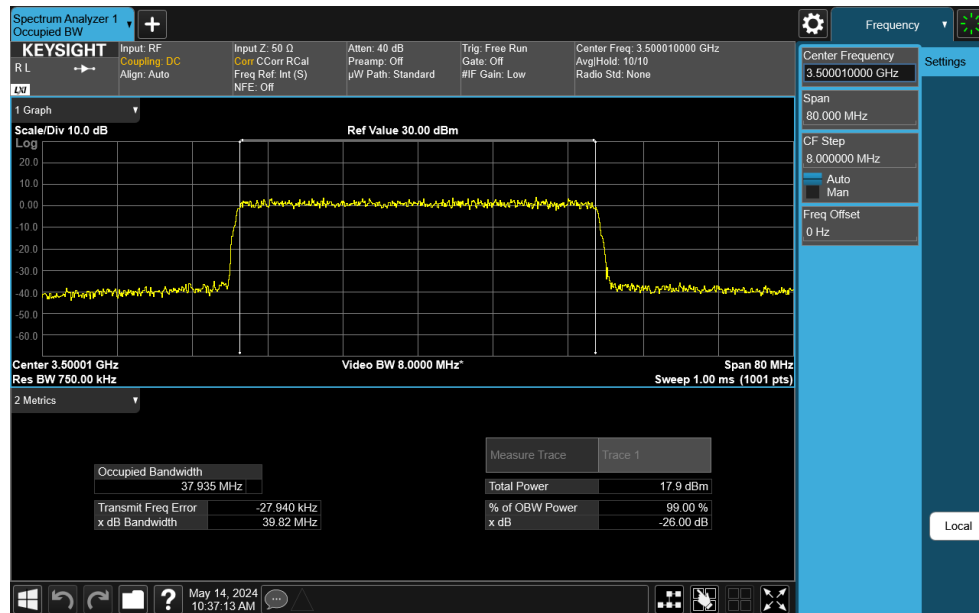 Spectrum Analyzer 1
Occupied BW
Frequency
KEYSIGHT
R L
LXI
Input: RF
Coupling: DC
Align: Auto
Input Z: 50 Ω
Corr CCorr RCal
Freq Ref: Int (S)
NFE: Off
Atten: 40 dB
Preamp: Off
µW Path: Standard
Trig: Free Run
Gate: Off
#IF Gain: Low
Center Freq: 3.500010000 GHz
Avg|Hold: 10/10
Radio Std: None
Center Frequency
3.500010000 GHz
Settings
Span
80.000 MHz
CF Step
8.000000 MHz
Auto
Man
Freq Offset
0 Hz
Local
1 Graph
Scale/Div 10.0 dB
Ref Value 30.00 dBm
Log
20.0
10.0
0.00
-10.0
-20.0
-30.0
-40.0
-50.0
-60.0
Center 3.50001 GHz
Video BW 8.0000 MHz*
Span 80 MHz
Res BW 750.00 kHz
Sweep 1.00 ms (1001 pts)
2 Metrics
Measure Trace
Trace 1
Occupied Bandwidth
37.935 MHz
Total Power
17.9 dBm
Transmit Freq Error
-27.940 kHz
% of OBW Power
99.00 %
x dB Bandwidth
39.82 MHz
x dB
-26.00 dB
?
May 14, 2024
10:37:13 AM